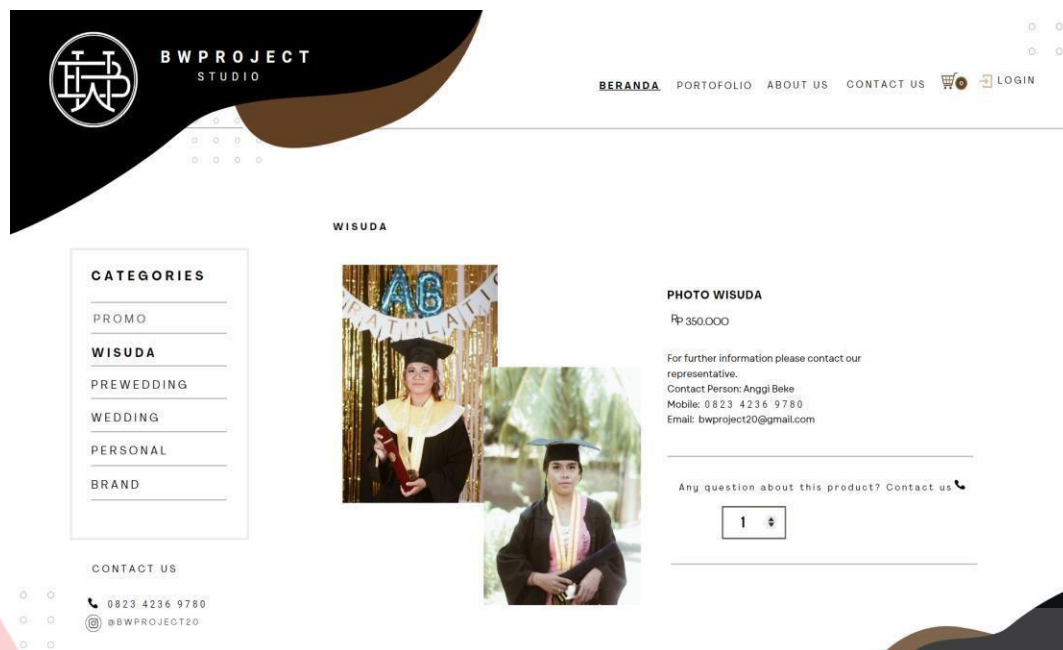 BWPROJECT
STUDIO
BERANDA PORTOFOLIO ABOUT US CONTACT US 0 LOGIN
WISUDA
CATEGORIES
PROMO
WISUDA
PREWEDDING
WEDDING
PERSONAL
BRAND
CONTACT US
0823 4236 9780
@BWPROJECT20
AG
RATULATI
PHOTO WISUDA
Rp 350.000
For further information please contact our
representative.
Contact Person: Anggi Beke
Mobile: 0823 4236 9780
Email: bwproject20@gmail.com
Any question about this product? Contact us
1